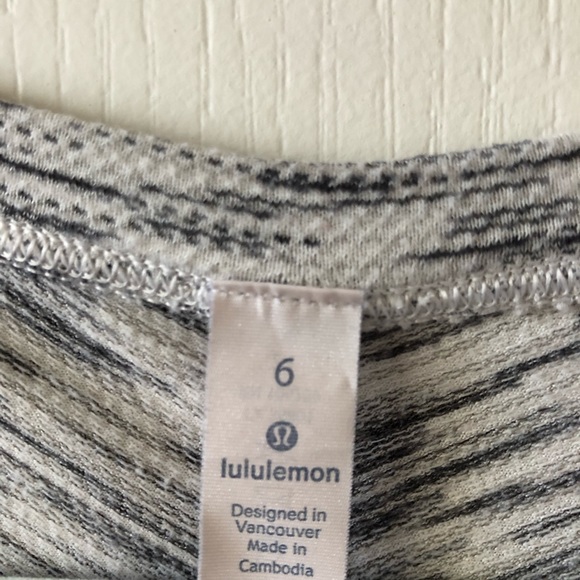 6
lululemon
Designed in
Vancouver
Made in
Cambodia